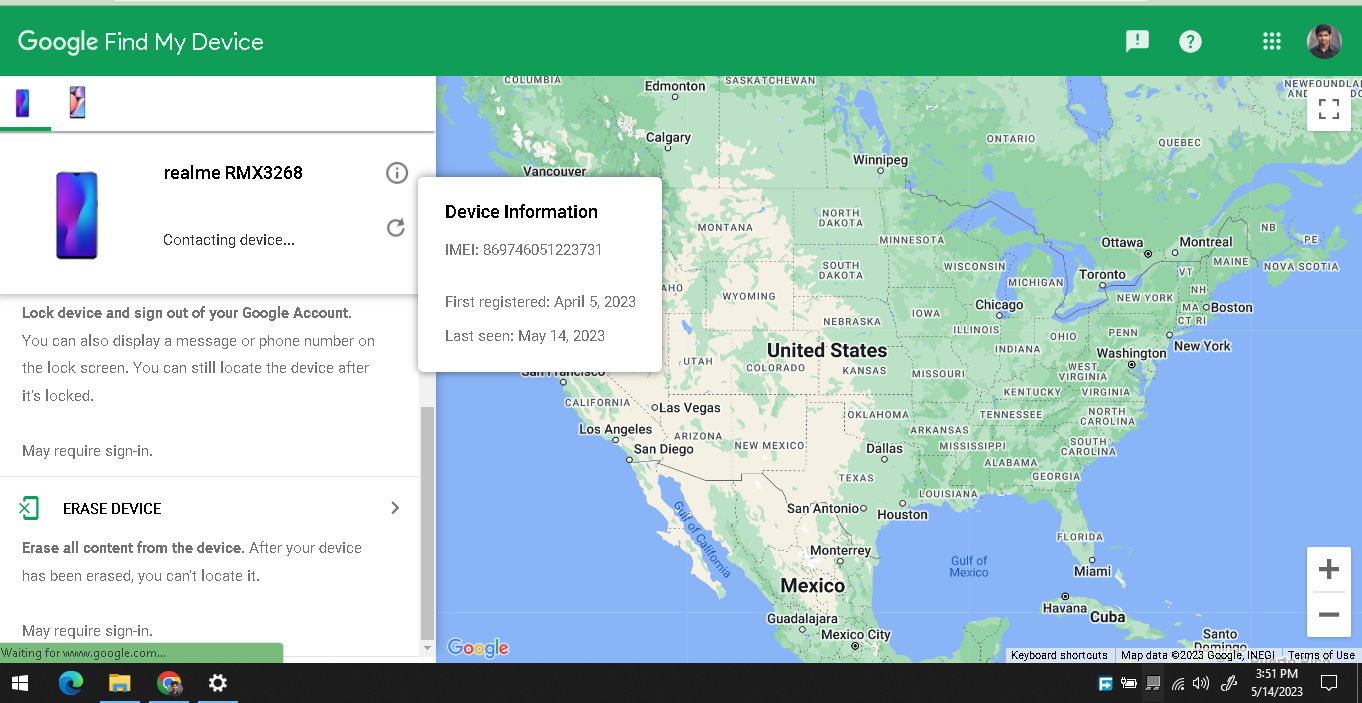 Google Find My Device
realme RMX3268
Contacting device...
Lock device and sign out of your Google Account.
You can also display a message or phone number on
the lock screen. You can still locate the device after
it's locked.
May require sign-in.
ERASE DEVICE
Erase all content from the device. After your device
has been erased, you can't locate it.
May require sign-in.
Waiting for www.google.com...
Device Information
IMEI: 869746051223731
First registered: April 5, 2023
Last seen: May 14, 2023
COLUMBIA
Edmonton
SASKATCHEWAN
NEWFOUNDLAN
AND
Calgary
ONTARIO
QUEBEC
Winnipeg
Vancouver
NORTH
DAKOTA
MONTANA
MINNESOTA
Ottawa
Montreal
NB
PE
MAINE
NOVA SCOTIA
SOUTH
DAKOTA
WISCONSIN
MICHIGAN
Toronto
VT
NH
AHO
WYOMING
NEW YORK
MA
Boston
CT RI
IOWA
Chicago
NEBRASKA
ILLINOIS
INDIANA
OHIO
PENN
New York
United States
UTAH
COLORADO
KANSAS
MISSOURI
Washington
WEST
VIRGINIA
San Francisco
KENTUCKY
VIRGINIA
CALIFORNIA
Las Vegas
OKLAHOMA
TENNESSEE
NORTH
CAROLINA
Los Angeles
ARIZONA
NEW MEXICO
ARKANSAS
San Diego
Dallas
MISSISSIPPI
SOUTH
CAROLINA
ALABAMA
TEXAS
GEORGIA
LOUISIANA
San Antonio
Houston
Gulf of California
FLORIDA
Monterrey
Gulf of
Mexico
Miami
Mexico
Havana
Cuba
Guadalajara
Mexico City
Santo
Domingo
Puerto Rico
Google
Keyboard shortcuts
Map data ©2023 Google, INEGI
Terms of Use
3:51 PM
5/14/2023